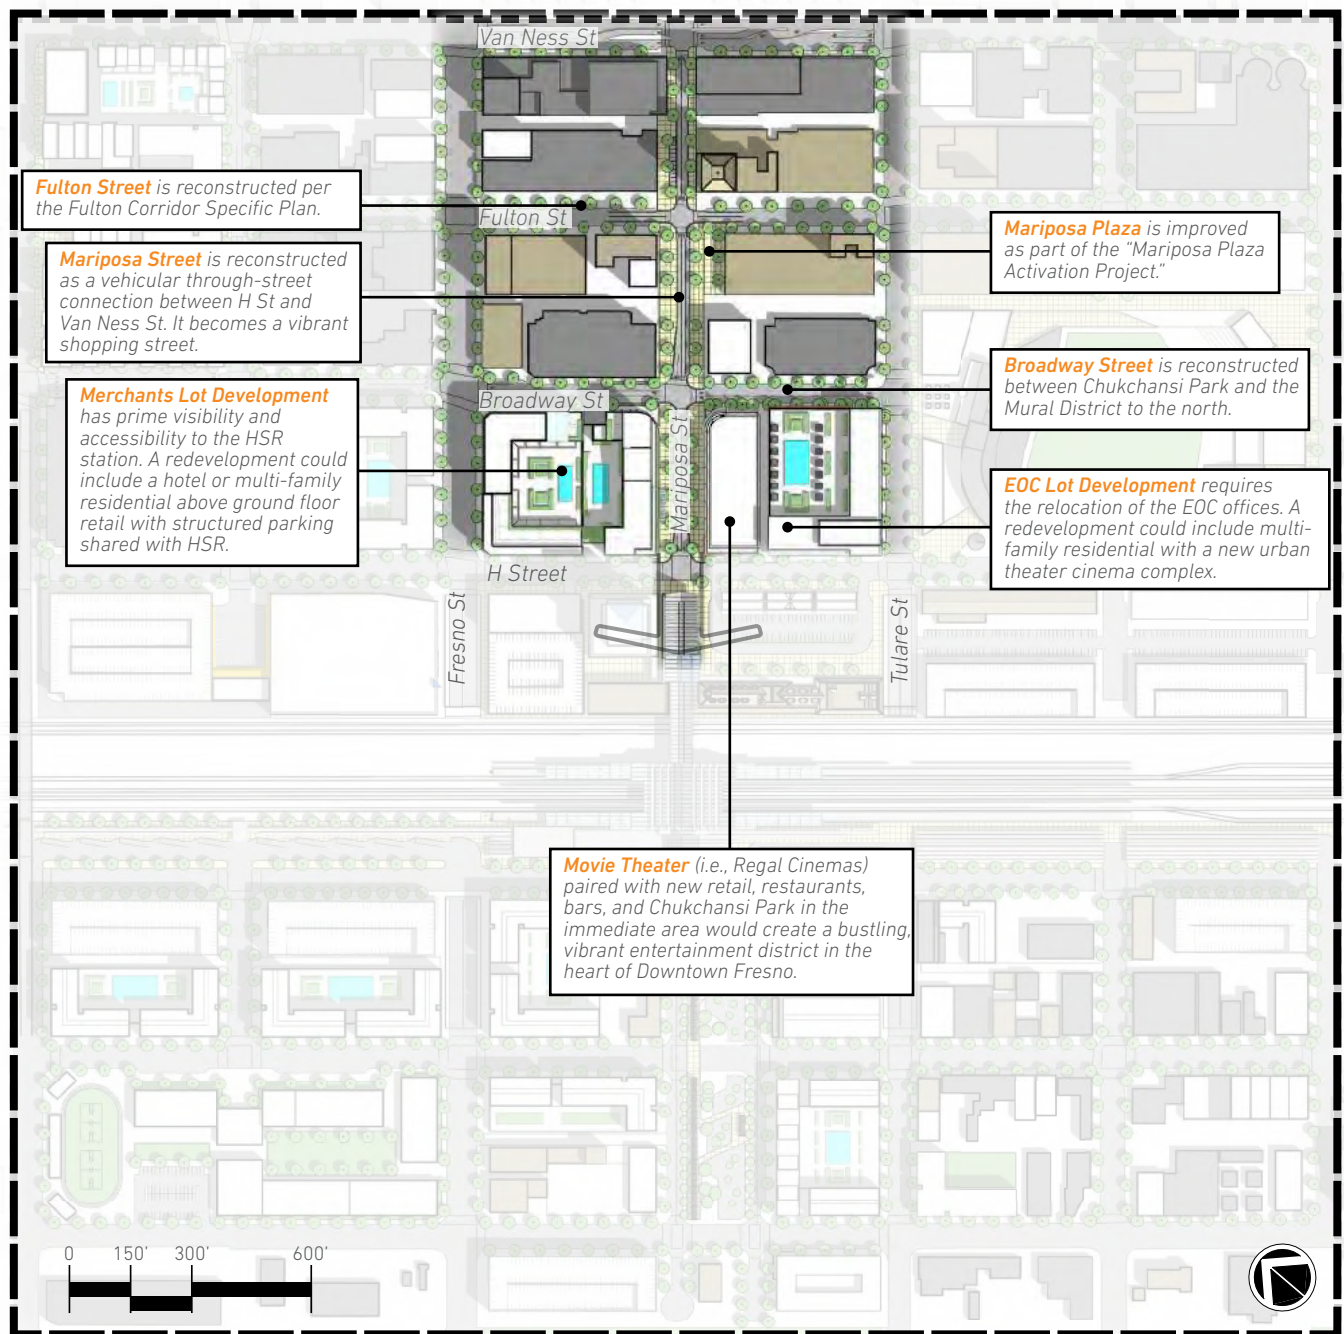 Van Ness St
Fulton Street is reconstructed per
the Fulton Corridor Specific Plan.
Fulton St
Mariposa Plaza is improved
as part of the “Mariposa Plaza
Activation Project.”
Mariposa Street is reconstructed
as a vehicular through-street
connection between H St and
Van Ness St. It becomes a vibrant
shopping street.
Broadway Street is reconstructed
between Chukchansi Park and the
Mural District to the north.
Merchants Lot Development
has prime visibility and
accessibility to the HSR
station. A redevelopment could
include a hotel or multi-family
residential above ground floor
retail with structured parking
shared with HSR.
Broadway St
Mariposa St
EOC Lot Development requires
the relocation of the EOC offices. A
redevelopment could include multi-
family residential with a new urban
theater cinema complex.
H Street
Fresno St
Tulare St
Movie Theater (i.e., Regal Cinemas)
paired with new retail, restaurants,
bars, and Chukchansi Park in the
immediate area would create a bustling,
vibrant entertainment district in the
heart of Downtown Fresno.
0 150’ 300’ 600’